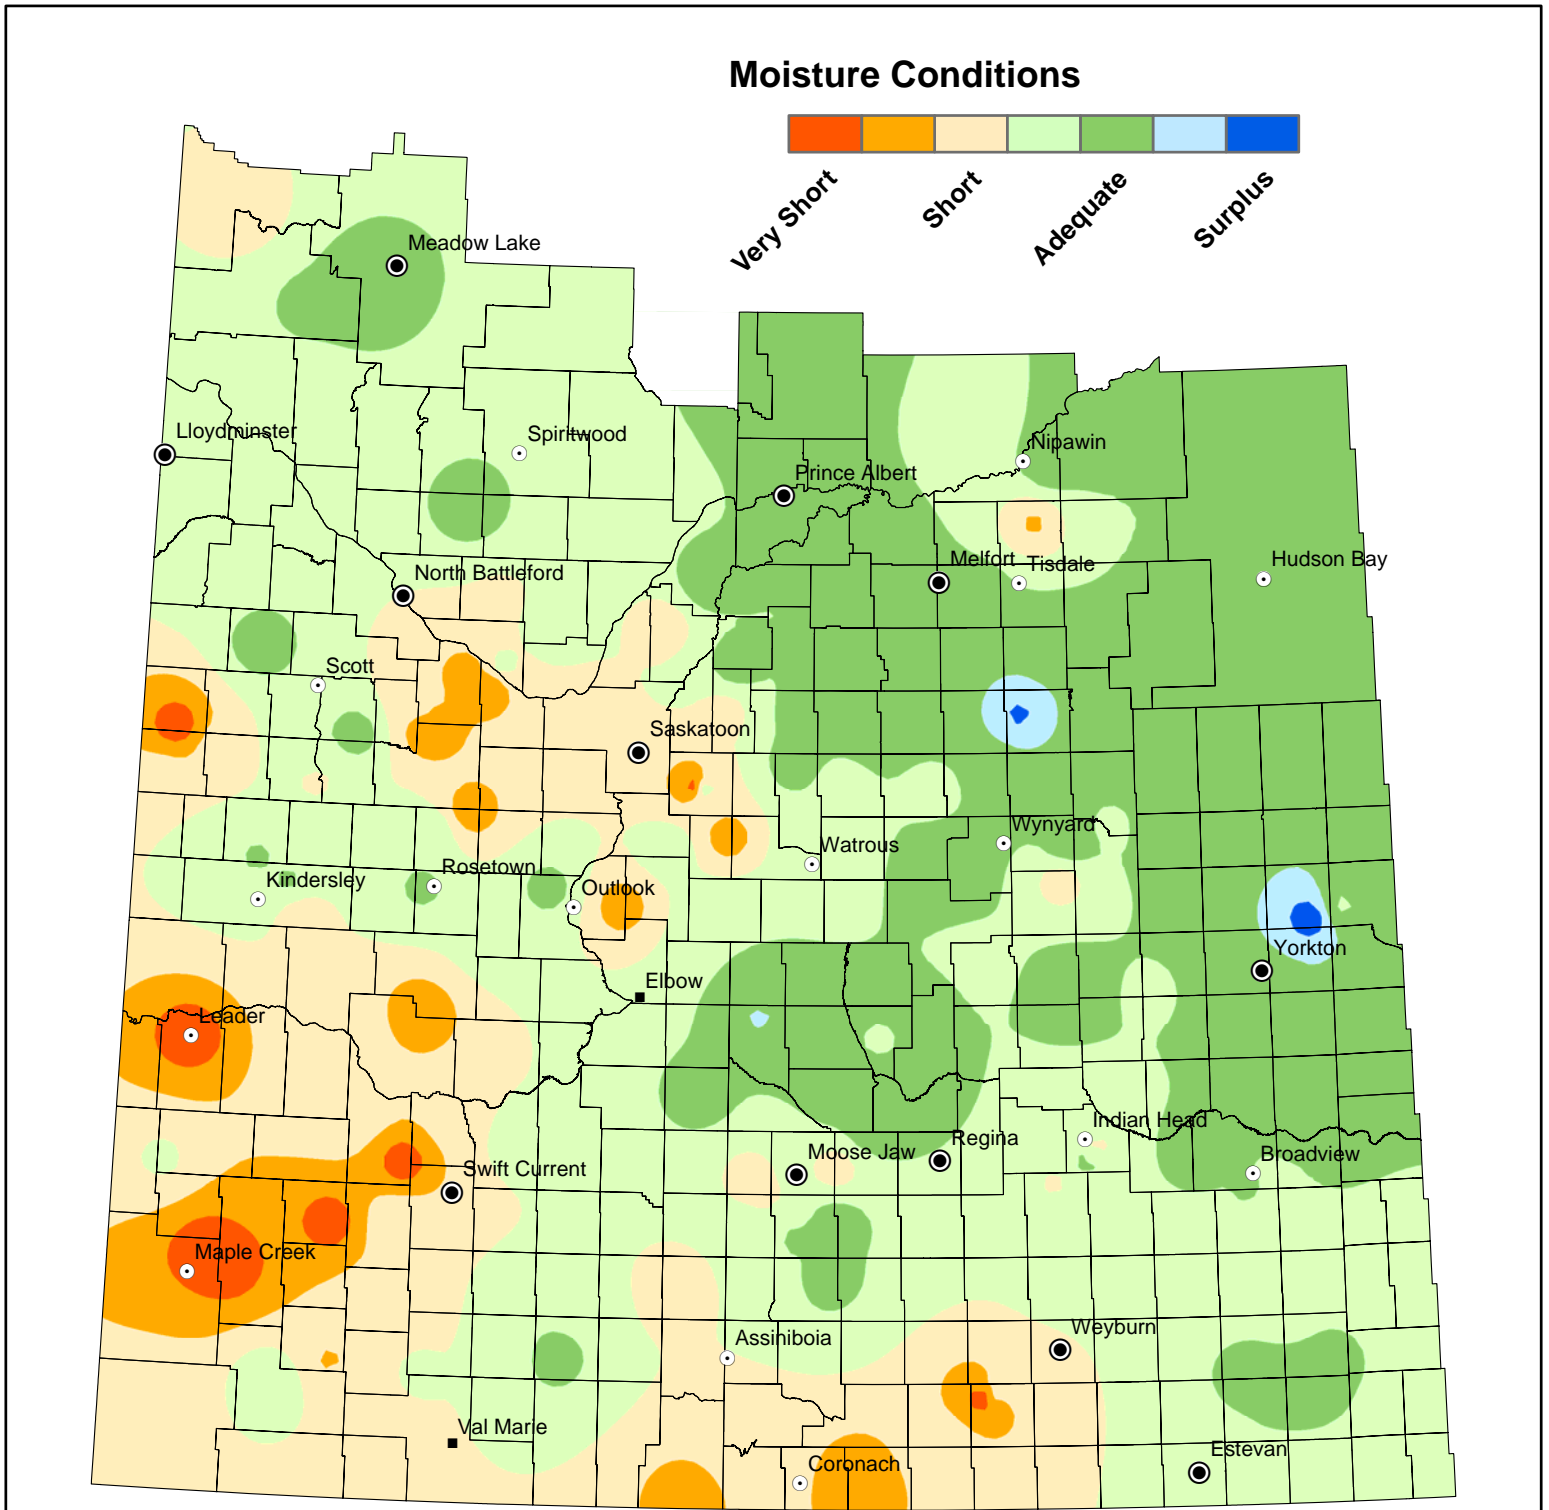 Moisture Conditions
Very Short
Short
Adequate
Surplus
Meadow Lake
Lloydminster
Spiritwood
Nipawin
Prince Albert
Melfort
Tisdale
Hudson Bay
North Battleford
Scott
Saskatoon
Wynyard
Watrous
Rosetown
Kindersley
Outlook
Yorkton
Elbow
Leader
Indian Head
Regina
Moose Jaw
Broadview
Swift Current
Maple Creek
Weyburn
Assiniboia
Val Marie
Estevan
Coronach